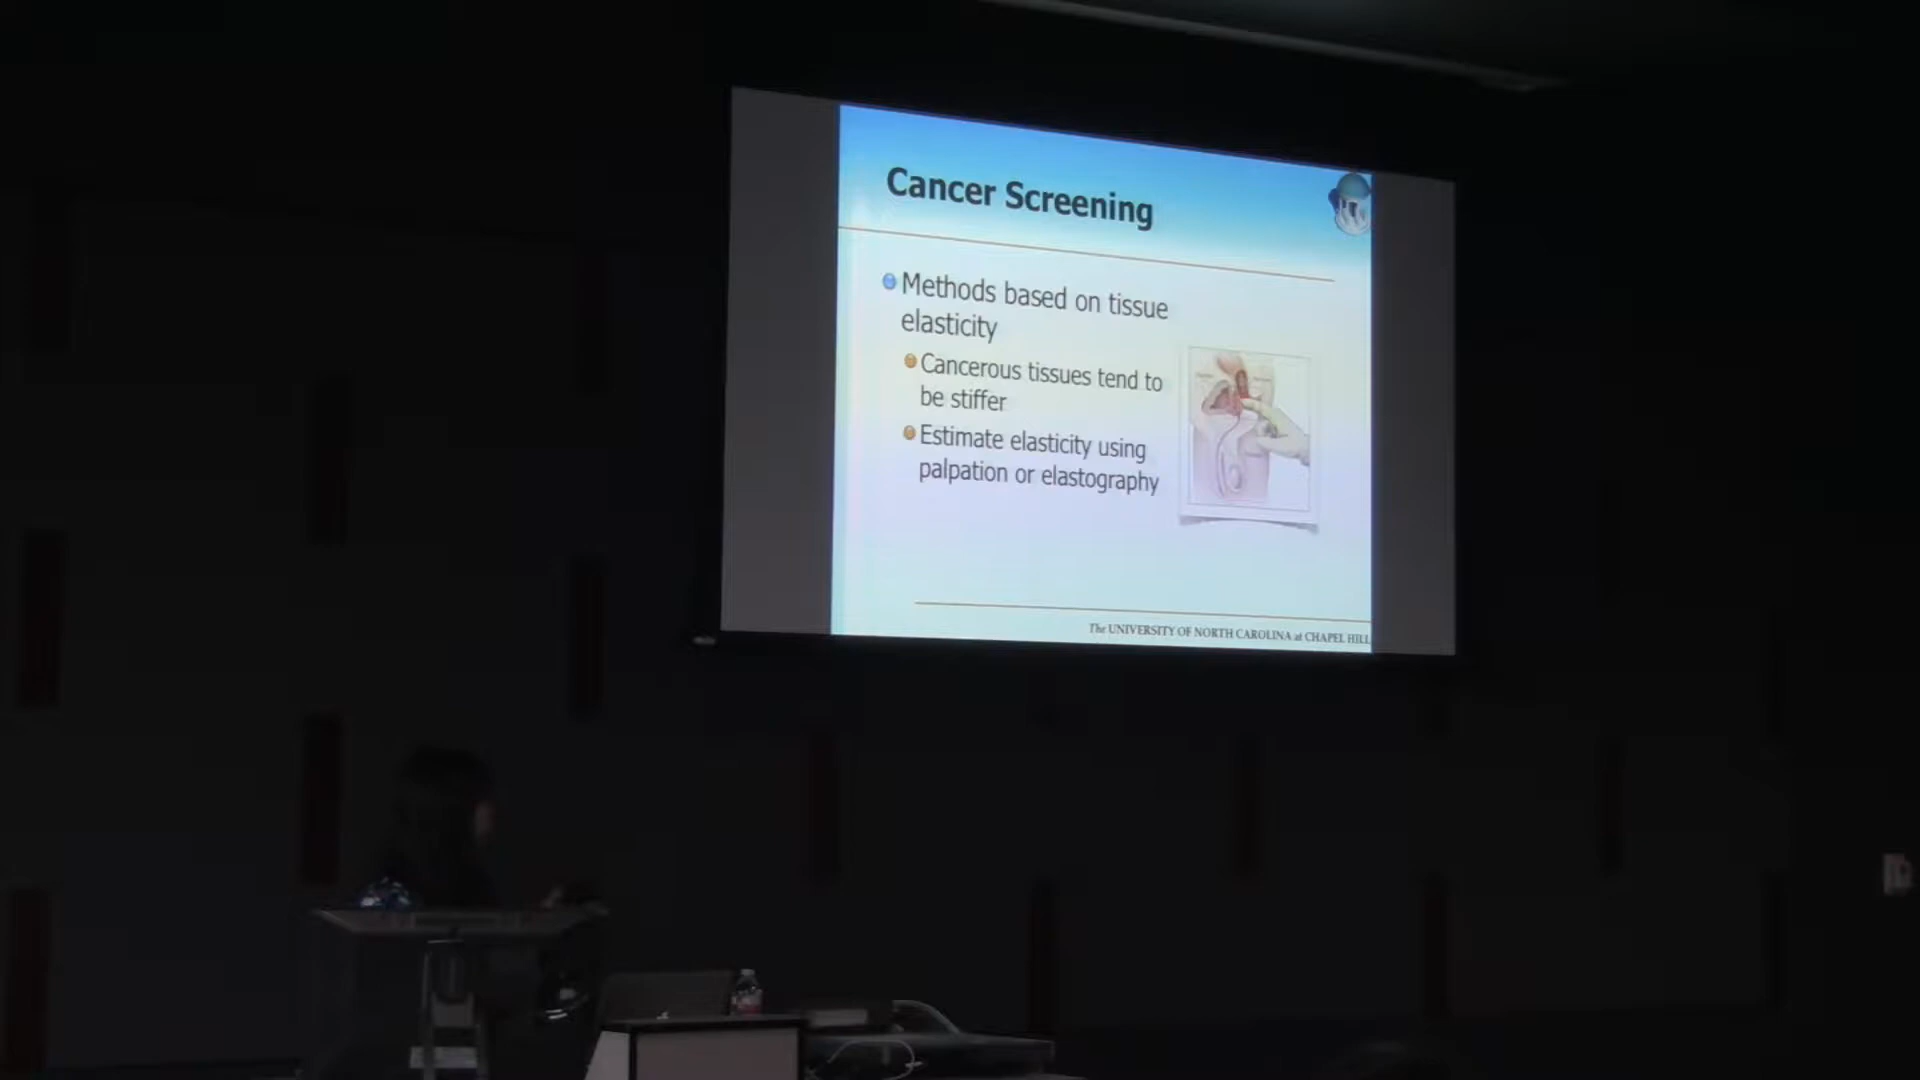 Cancer Screening
Methods based on tissue
elasticity
Cancerous tissues tend to
be stiffer
Estimate elasticity using
palpation or elastography
The UNIVERSITY OF NORTH CAROLINA at CHAPEL HILL